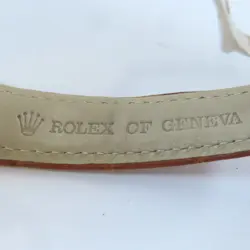 ROLEX OF GENEVA